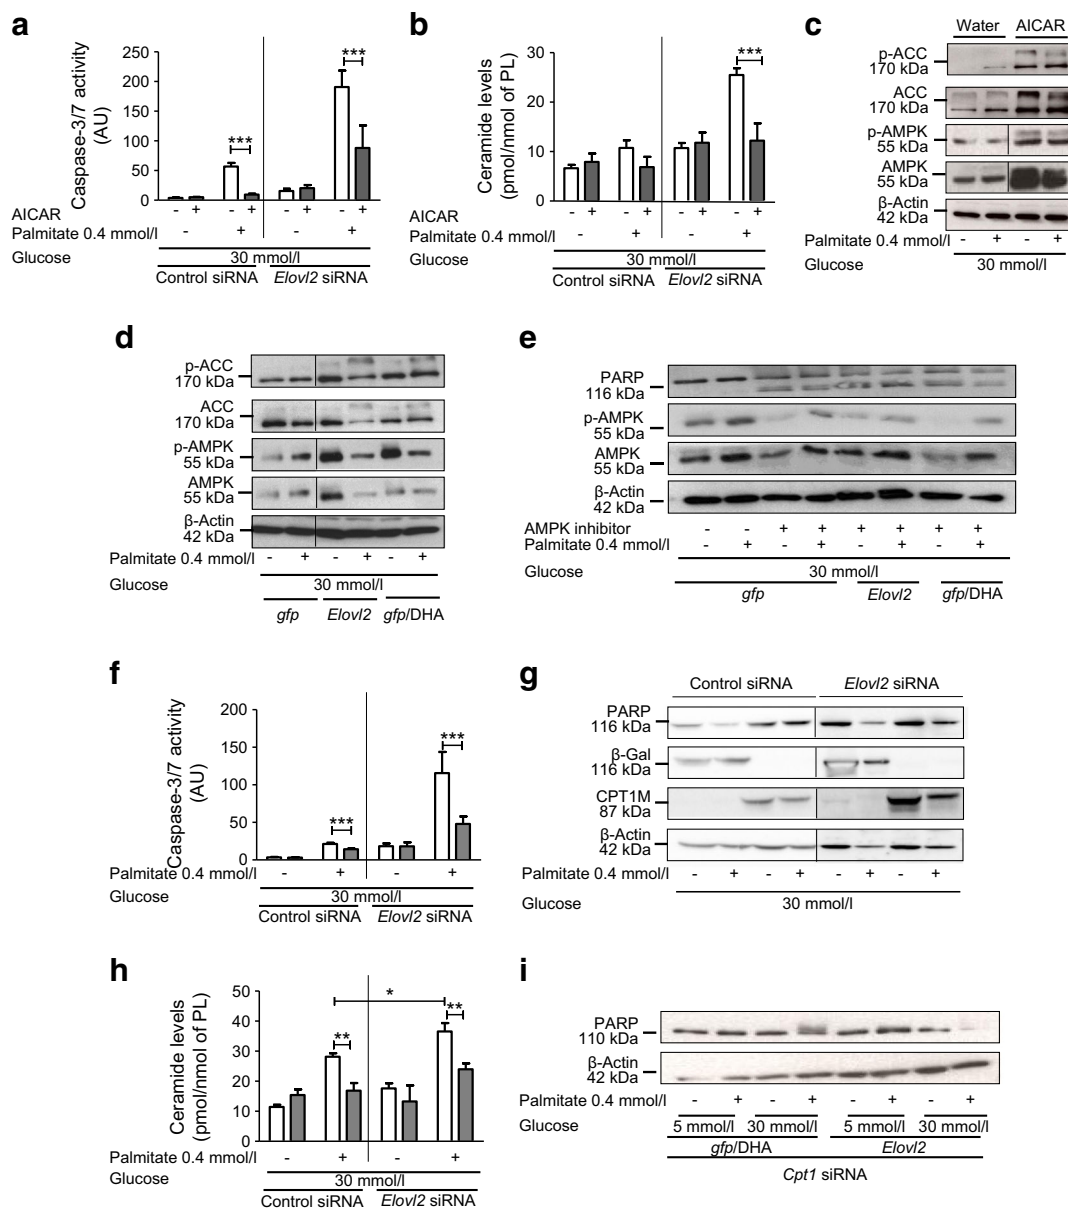 a
Caspase-3/7 activity
(AU)
250
200
150
100
50
0
***
***
AICAR - + - + - + - +
Palmitate 0.4 mmol/l - + - +
Glucose 30 mmol/l
Control siRNA Elovl2 siRNA
b
Ceramide levels
(pmol/nmol of PL)
30
20
10
0
***
AICAR - + - + - + - +
Palmitate 0.4 mmol/l - + - +
Glucose 30 mmol/l
Control siRNA Elovl2 siRNA
c
Water AICAR
p-ACC
170 kDa
ACC
170 kDa
p-AMPK
55 kDa
AMPK
55 kDa
β-Actin
42 kDa
Palmitate 0.4 mmol/l - + - +
Glucose 30 mmol/l
d
p-ACC
170 kDa
ACC
170 kDa
p-AMPK
55 kDa
AMPK
55 kDa
β-Actin
42 kDa
Palmitate 0.4 mmol/l - + - + - +
Glucose 30 mmol/l
gfp Elovl2 gfp/DHA
e
PARP
116 kDa
p-AMPK
55 kDa
AMPK
55 kDa
β-Actin
42 kDa
AMPK inhibitor - - + + + + + +
Palmitate 0.4 mmol/l - + - + - + - +
Glucose 30 mmol/l
gfp Elovl2 gfp/DHA
f
Caspase-3/7 activity
(AU)
200
150
100
50
0
***
***
Palmitate 0.4 mmol/l - + - +
Glucose 30 mmol/l
Control siRNA Elovl2 siRNA
g
Control siRNA Elovl2 siRNA
PARP
116 kDa
β-Gal
116 kDa
CPT1M
87 kDa
β-Actin
42 kDa
Palmitate 0.4 mmol/l - + - + - + - +
Glucose 30 mmol/l
h
Ceramide levels
(pmol/nmol of PL)
50
40
30
20
10
0
*
**
**
Palmitate 0.4 mmol/l - + - +
Glucose 30 mmol/l
Control siRNA Elovl2 siRNA
i
PARP
110 kDa
β-Actin
42 kDa
Palmitate 0.4 mmol/l - + - + - + - +
Glucose 5 mmol/l 30 mmol/l 5 mmol/l 30 mmol/l
gfp/DHA Elovl2
Cpt1 siRNA